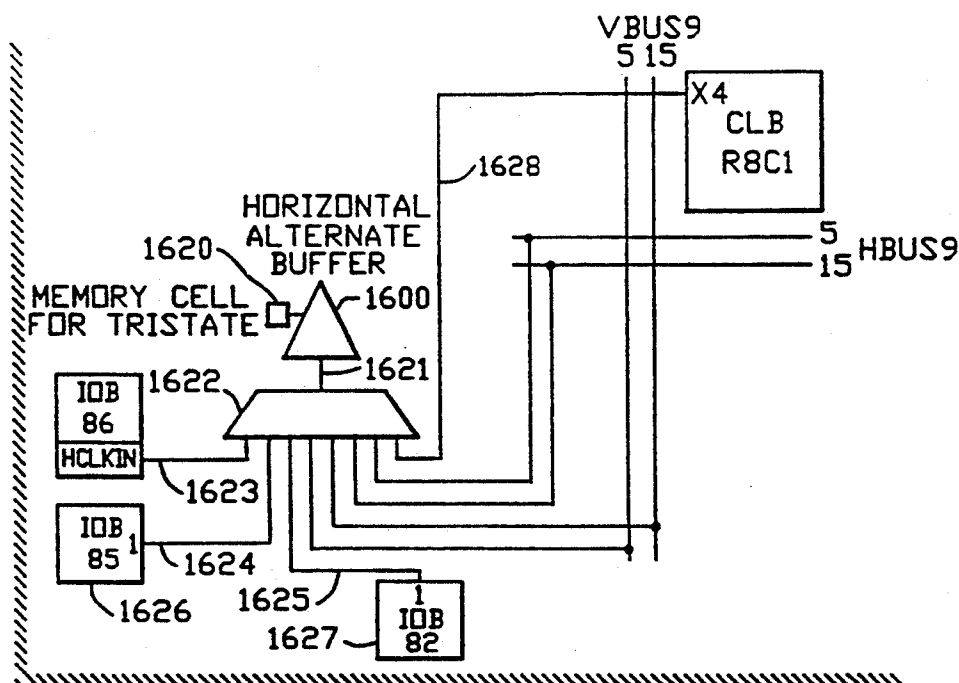 VBUS9
5 15
X4
CLB
R8C1
1628
HORIZONTAL
ALTERNATE
BUFFER
1620
5
15
HBUS9
MEMORY CELL
FOR TRISTATE
1600
1621
1622
IOB
86
HCLKIN
1623
IOB
85
1
1624
1626
1625
1
IOB
82
1627